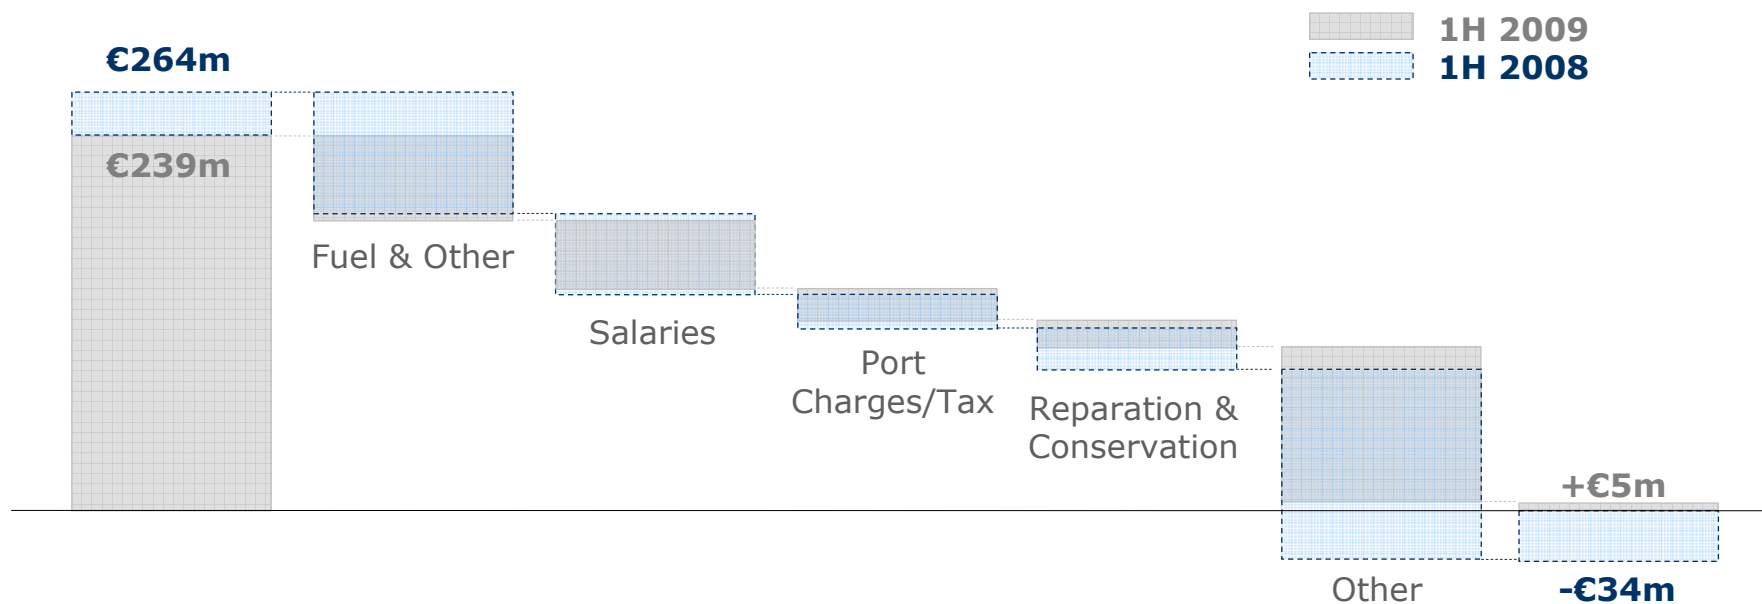 1H 2009
1H 2008
€264m
€239m
Fuel & Other
Salaries
Port
Charges/Tax
Reparation &
Conservation
Other
+€5m
-€34m